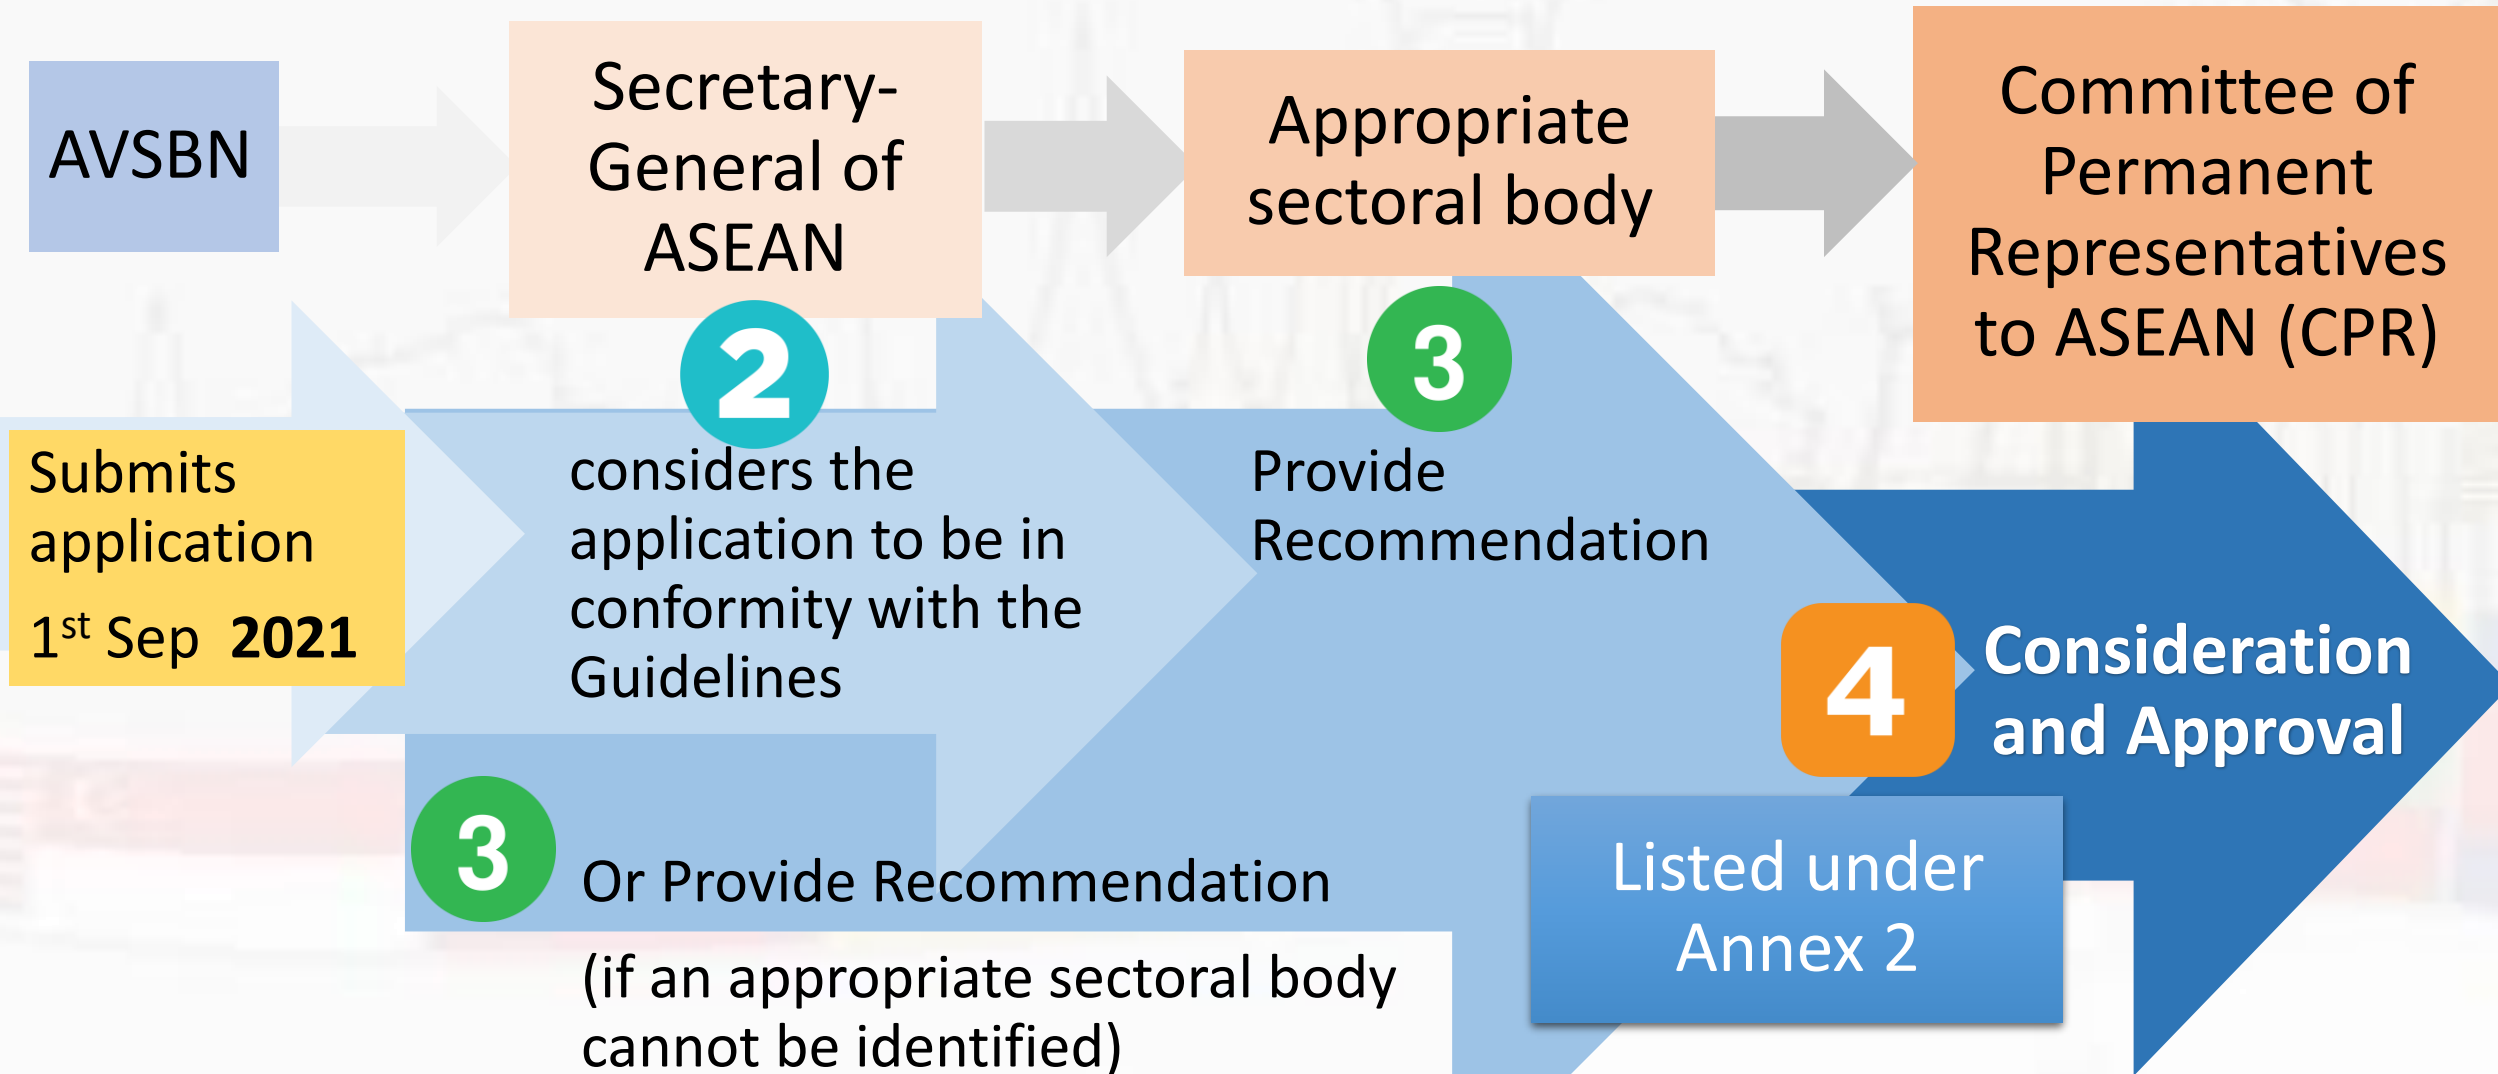 AVSBN
Secretary-
General of
ASEAN
Appropriate
sectoral body
Committee of
Permanent
Representatives
to ASEAN (CPR)
Submits
application
1st Sep 2021
2
considers the
application to be in
conformity with the
Guidelines
3
Provide
Recommendation
4
Consideration
and Approval
3
Or Provide Recommendation
(if an appropriate sectoral body
cannot be identified)
Listed under
Annex 2